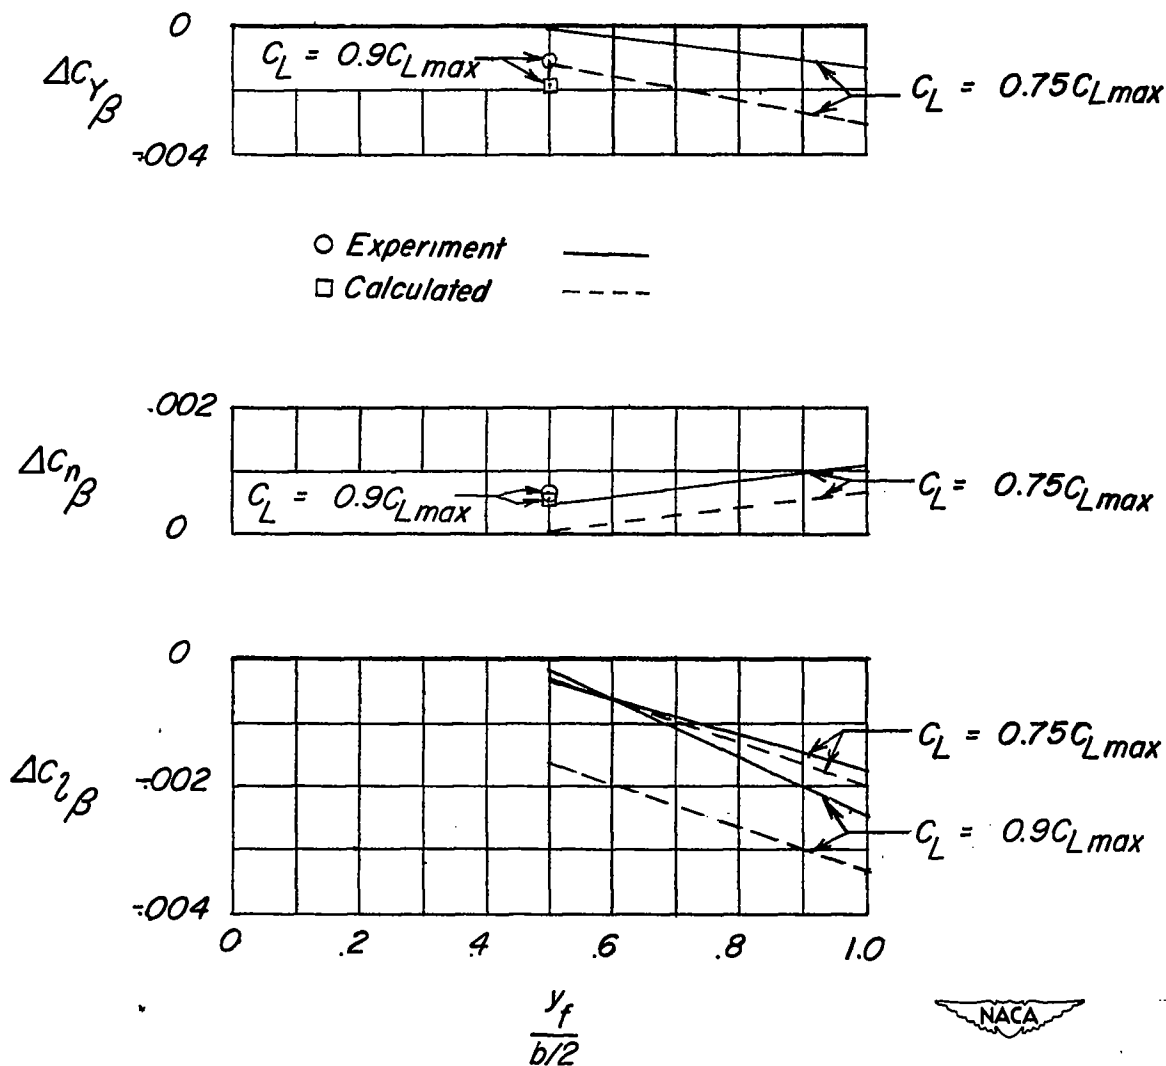 0
C_L = 0.9C_Lmax
ΔC_Yβ
C_L = 0.75C_Lmax
-.004
○ Experiment ———
□ Calculated -----
.002
ΔC_nβ
C_L = 0.9C_Lmax
C_L = 0.75C_Lmax
0
0
C_L = 0.75C_Lmax
ΔC_lβ
-.002
C_L = 0.9C_Lmax
-.004
0 .2 .4 .6 .8 1.0
y_f
b/2
NACA